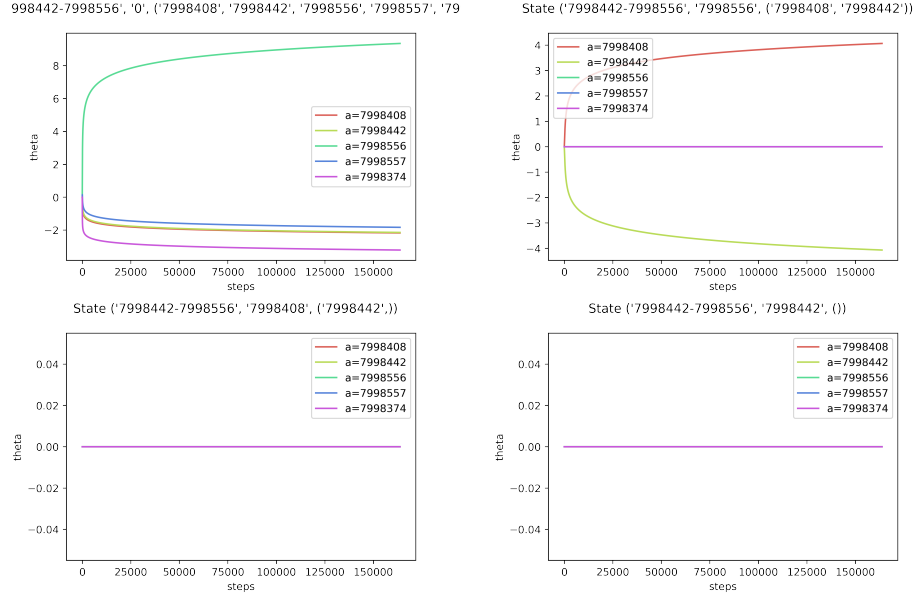 998442-7998556', '0', ('7998408', '7998442', '7998556', '7998557', '79
theta
8
6
4
2
0
−2
a=7998408
a=7998442
a=7998556
a=7998557
a=7998374
0 25000 50000 75000 100000 125000 150000
steps
State ('7998442-7998556', '7998556', ('7998408', '7998442'))
theta
4
3
2
1
0
−1
−2
−3
−4
a=7998408
a=7998442
a=7998556
a=7998557
a=7998374
0 25000 50000 75000 100000 125000 150000
steps
State ('7998442-7998556', '7998408', ('7998442',))
theta
0.04
0.02
0.00
−0.02
−0.04
a=7998408
a=7998442
a=7998556
a=7998557
a=7998374
0 25000 50000 75000 100000 125000 150000
steps
State ('7998442-7998556', '7998442', ())
theta
0.04
0.02
0.00
−0.02
−0.04
a=7998408
a=7998442
a=7998556
a=7998557
a=7998374
0 25000 50000 75000 100000 125000 150000
steps